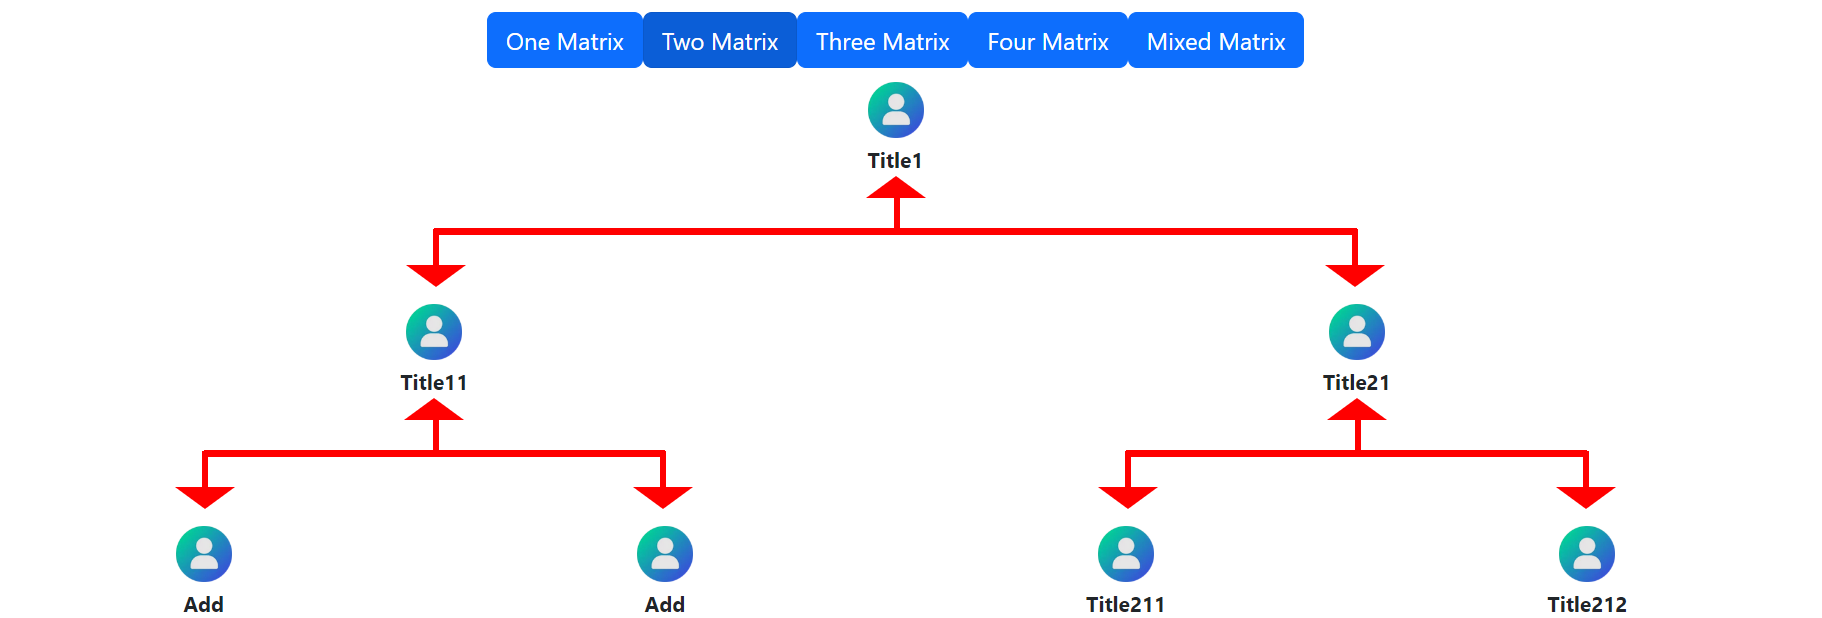 One Matrix Two Matrix Three Matrix Four Matrix Mixed Matrix
Title1
Title11 Title21
Add Add Title211 Title212